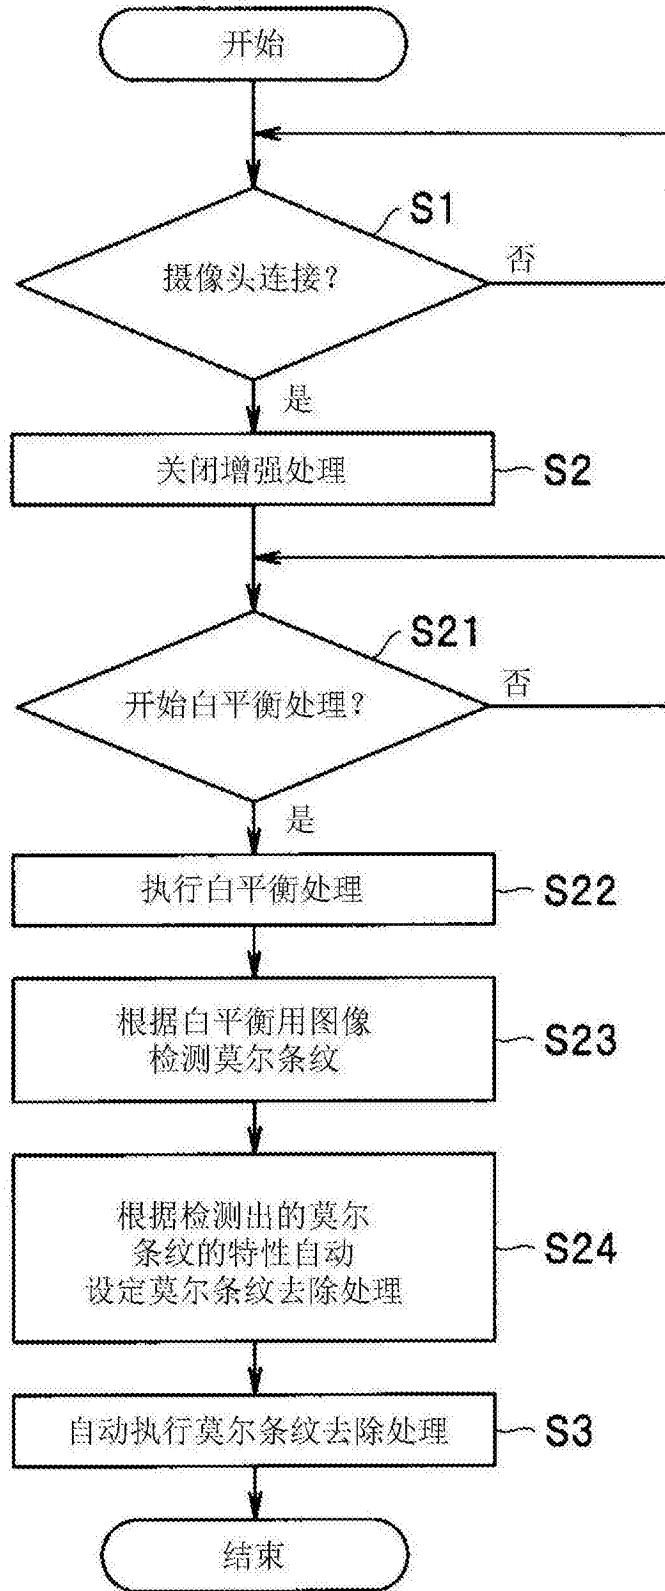 开始
S1
摄像头连接？
否
是
关闭增强处理
S2
S21
开始白平衡处理？
否
是
执行白平衡处理
S22
根据白平衡用图像
检测莫尔条纹
S23
根据检测出的莫尔
条纹的特性自动
设定莫尔条纹去除处理
S24
自动执行莫尔条纹去除处理
S3
结束